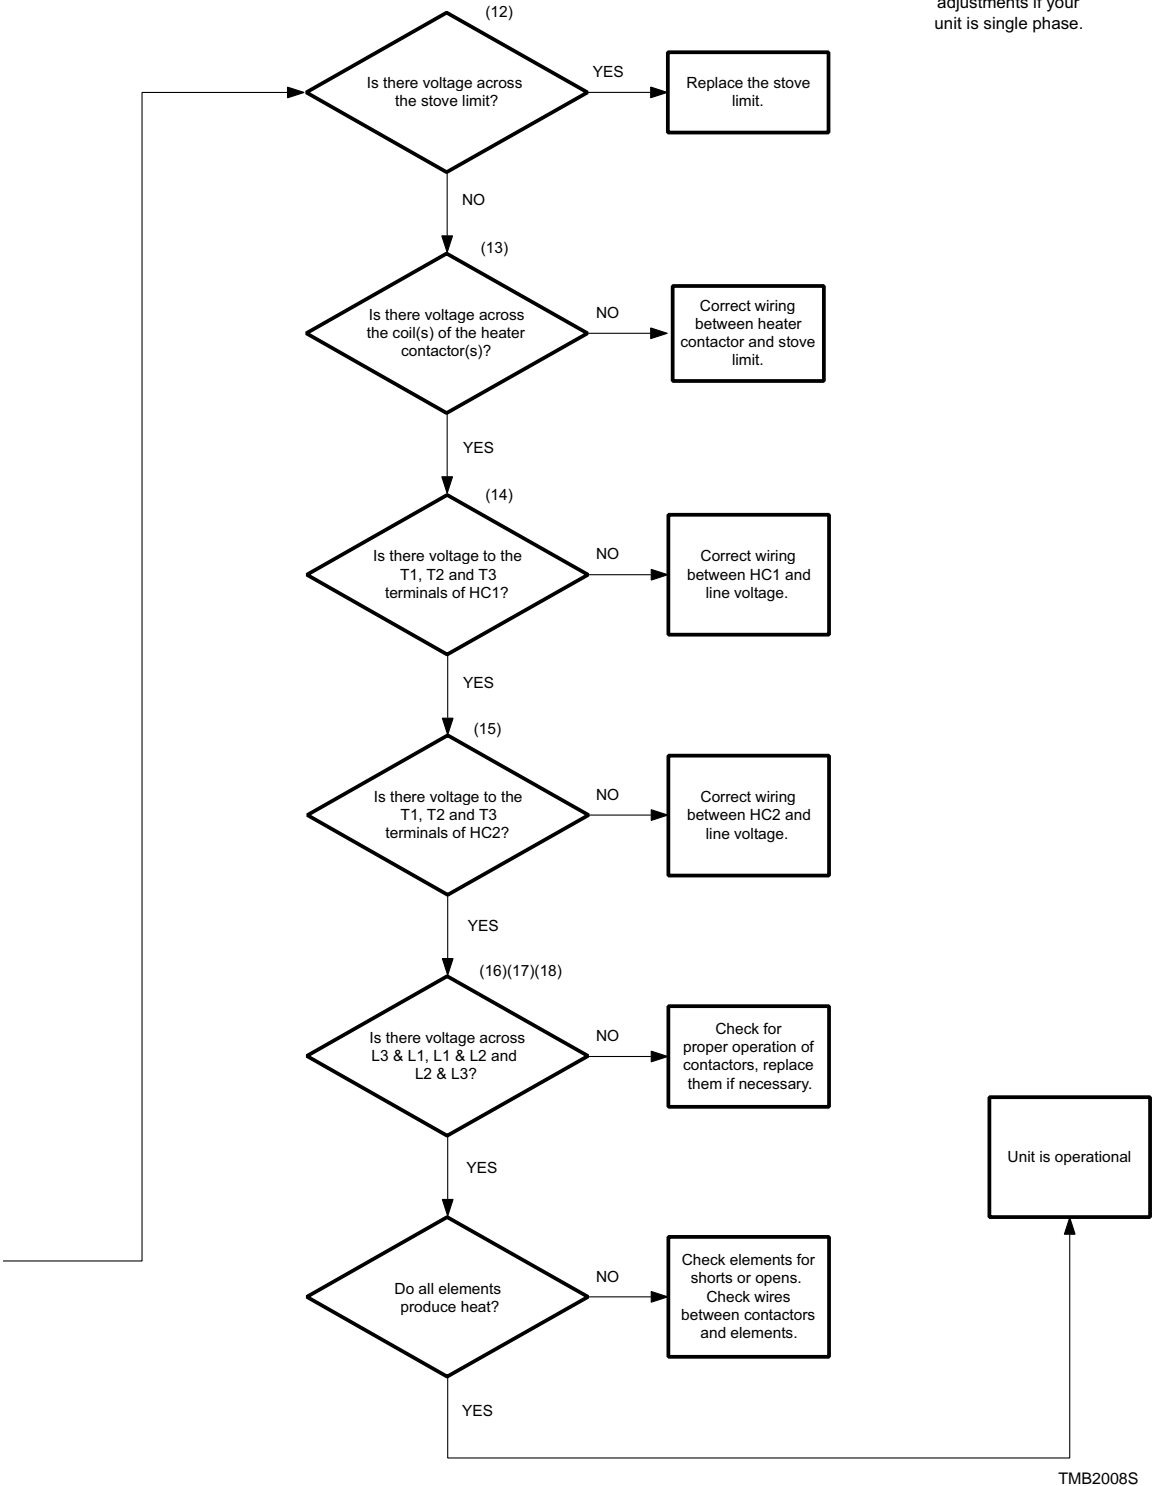 adjustments if your
unit is single phase.
(12)
Is there voltage across
the stove limit?
YES
Replace the stove
limit.
NO
(13)
Is there voltage across
the coil(s) of the heater
contactor(s)?
NO
Correct wiring
between heater
contactor and stove
limit.
YES
(14)
Is there voltage to the
T1, T2 and T3
terminals of HC1?
NO
Correct wiring
between HC1 and
line voltage.
YES
(15)
Is there voltage to the
T1, T2 and T3
terminals of HC2?
NO
Correct wiring
between HC2 and
line voltage.
YES
(16)(17)(18)
Is there voltage across
L3 & L1, L1 & L2 and
L2 & L3?
NO
Check for
proper operation of
contactors, replace
them if necessary.
YES
Unit is operational
Do all elements
produce heat?
NO
Check elements for
shorts or opens.
Check wires
between contactors
and elements.
YES
TMB2008S